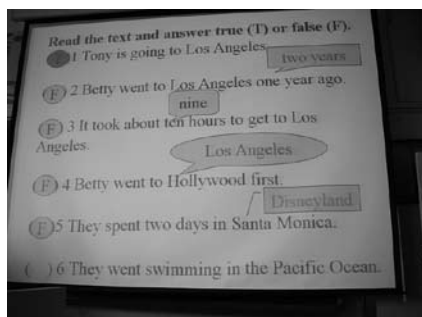 Read the text and answer true (T) or false (F).
1 Tony is going to Los Angeles.
two years
(F) 2 Betty went to Los Angeles one year ago.
nine
(F) 3 It took about ten hours to get to Los
Angeles.
Los Angeles
(F) 4 Betty went to Hollywood first.
Disneyland
(F) 5 They spent two days in Santa Monica.
( ) 6 They went swimming in the Pacific Ocean.